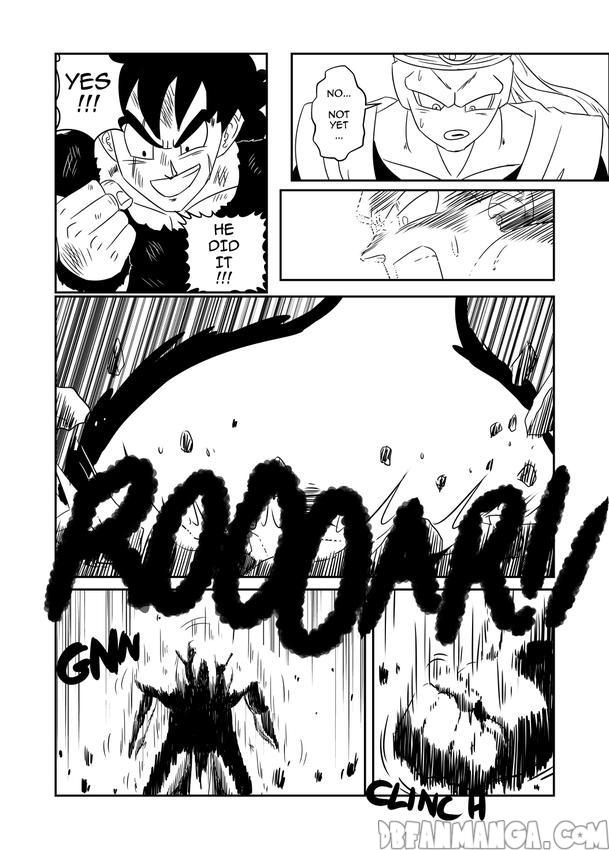 YES
!!!
HE
DID
IT
!!!
NO...
NOT
YET
...
ROOOAR!!
GNN
CLINCH
DBFANMANGA.COM